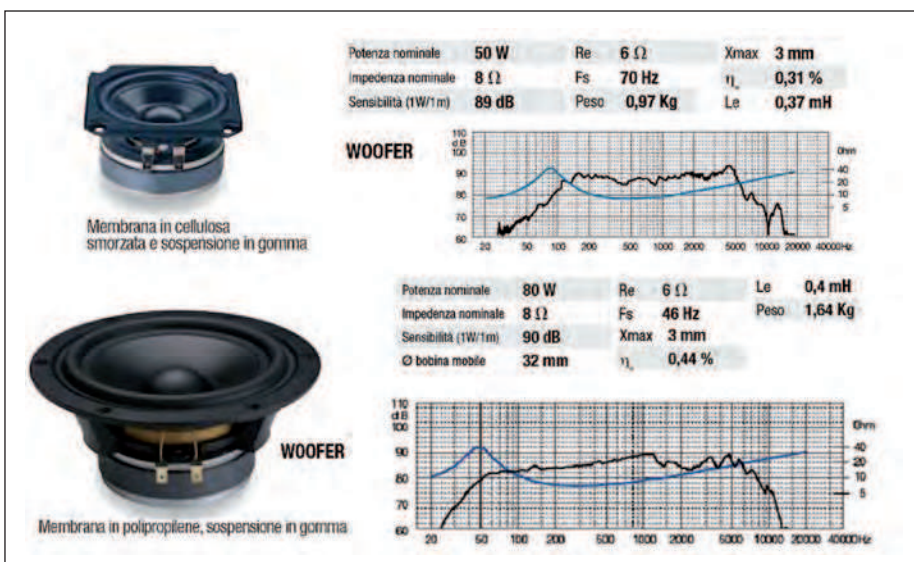 Potenza nominale 50 W Re 6 Ω Xmax 3 mm
Impedenza nominale 8 Ω Fs 70 Hz η₀ 0,31 %
Sensibilità (1W/1m) 89 dB Peso 0,97 Kg Le 0,37 mH
WOOFER
110
dB
100
90
80
70
60
Ohm
40
20
10
5
20 50 100 200 500 1000 2000 5000 10000 20000 40000Hz
Membrana in cellulosa
smorzata e sospensione in gomma
Potenza nominale 80 W Re 6 Ω Le 0,4 mH
Impedenza nominale 8 Ω Fs 46 Hz Peso 1,64 Kg
Sensibilità (1W/1m) 90 dB Xmax 3 mm
Ø bobina mobile 32 mm η₀ 0,44 %
WOOFER
110
dB
100
90
80
70
60
Ohm
40
20
10
5
20 50 100 200 500 1000 2000 5000 10000 20000 40000Hz
Membrana in polipropilene, sospensione in gomma